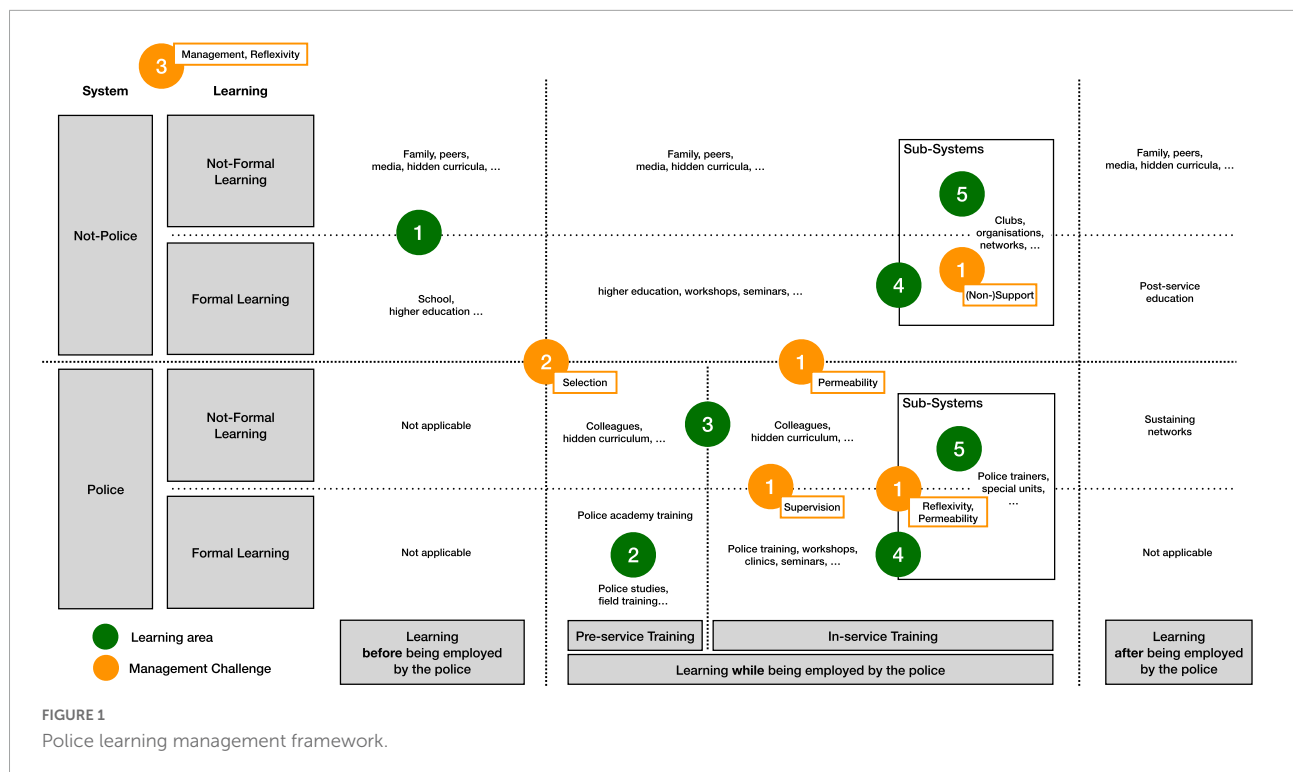 3
Management, Reflexivity
System
Learning
Not-Police
Not-Formal
Learning
Family, peers,
media, hidden curricula, ...
Family, peers,
media, hidden curricula, ...
Sub-Systems
5
Clubs,
organisations,
networks, ...
Family, peers,
media, hidden curricula, ...
1
Formal Learning
School,
higher education ...
higher education, workshops, seminars, ...
4
1
(Non-)Support
Post-service
education
2
Selection
1
Permeability
Police
Not-Formal
Learning
Not applicable
Colleagues,
hidden curriculum, ...
3
Colleagues,
hidden curriculum, ...
Sub-Systems
5
Police trainers,
special units,
...
Sustaining
networks
1
Supervision
1
Reflexivity,
Permeability
Formal Learning
Not applicable
Police academy training
2
Police studies,
field training...
Police training, workshops,
clinics, seminars, ...
4
Not applicable
Learning area
Management Challenge
Learning
before being employed
by the police
Pre-service Training
In-service Training
Learning while being employed by the police
Learning
after being employed
by the police
FIGURE 1
Police learning management framework.